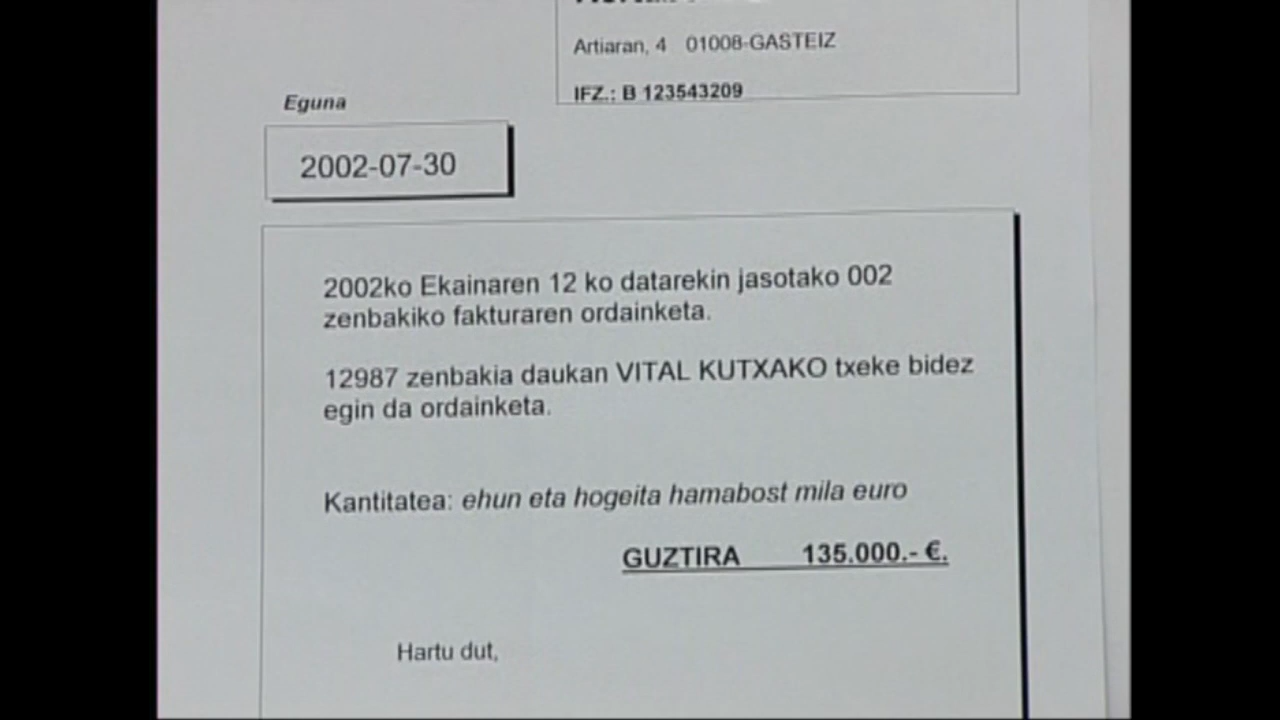 Artiaran, 4 01008-GASTEIZ
IFZ.: B 123543209
Eguna
2002-07-30
2002ko Ekainaren 12 ko datarekin jasotako 002
zenbakiko fakturaren ordainketa.
12987 zenbakia daukan VITAL KUTXAKO txeke bidez
egin da ordainketa.
Kantitatea: ehun eta hogeita hamabost mila euro
GUZTIRA 135.000.- €.
Hartu dut,